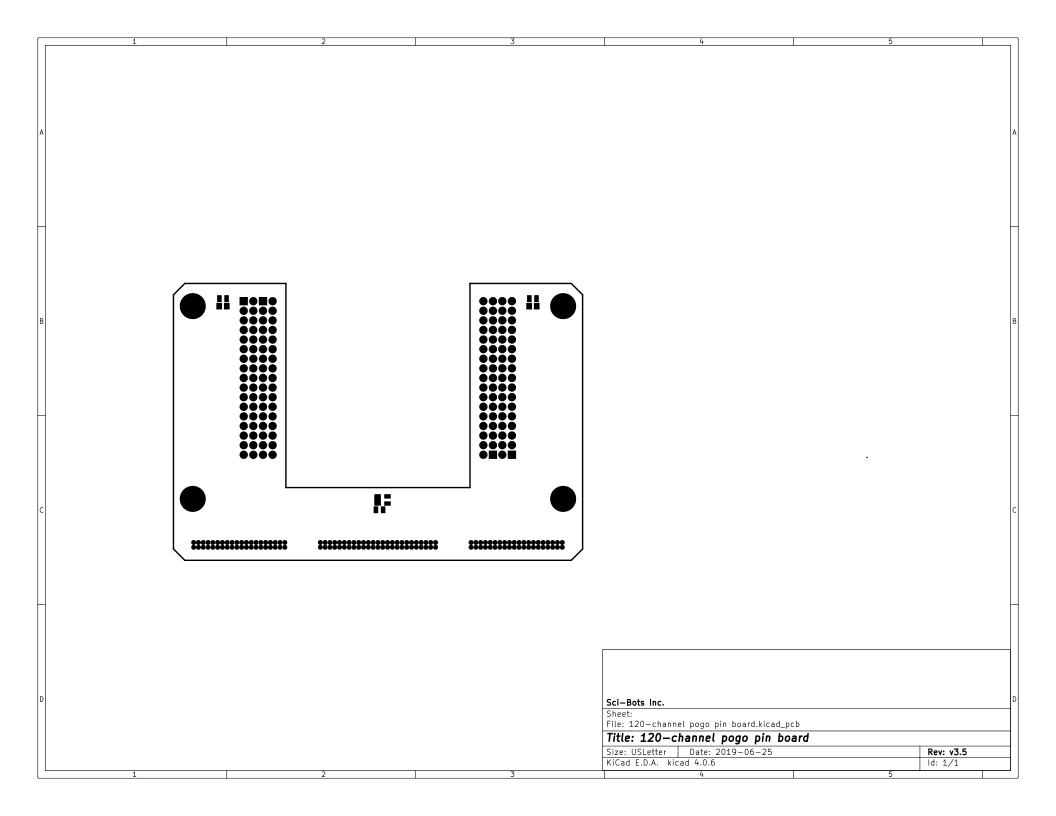 1 2 3 4 5
A A
B B
C C
D D
Sci-Bots Inc.
Sheet:
File: 120-channel pogo pin board.kicad_pcb
Title: 120-channel pogo pin board
Size: USLetter Date: 2019-06-25 Rev: v3.5
KiCad E.D.A. kicad 4.0.6 Id: 1/1
1 2 3 4 5